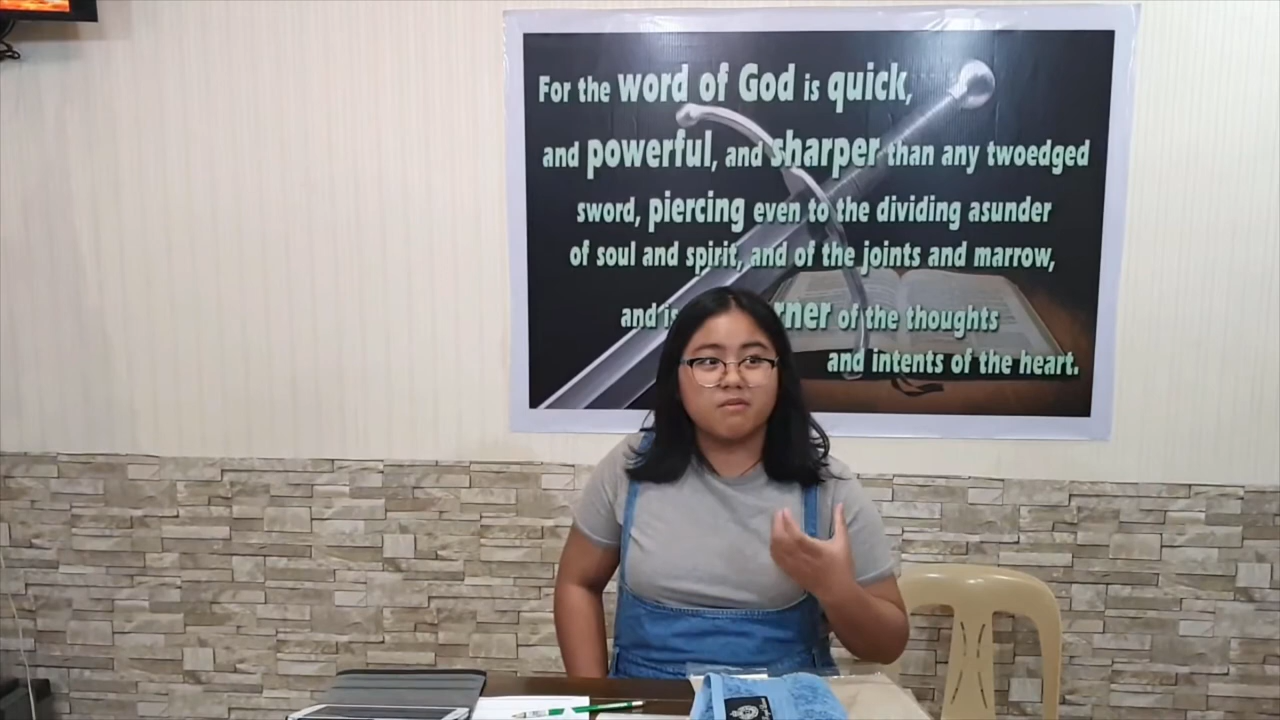 For the word of God is quick,
and powerful, and sharper than any twoedged
sword, piercing even to the dividing asunder
of soul and spirit, and of the joints and marrow,
and is rner of the thoughts
and intents of the heart.